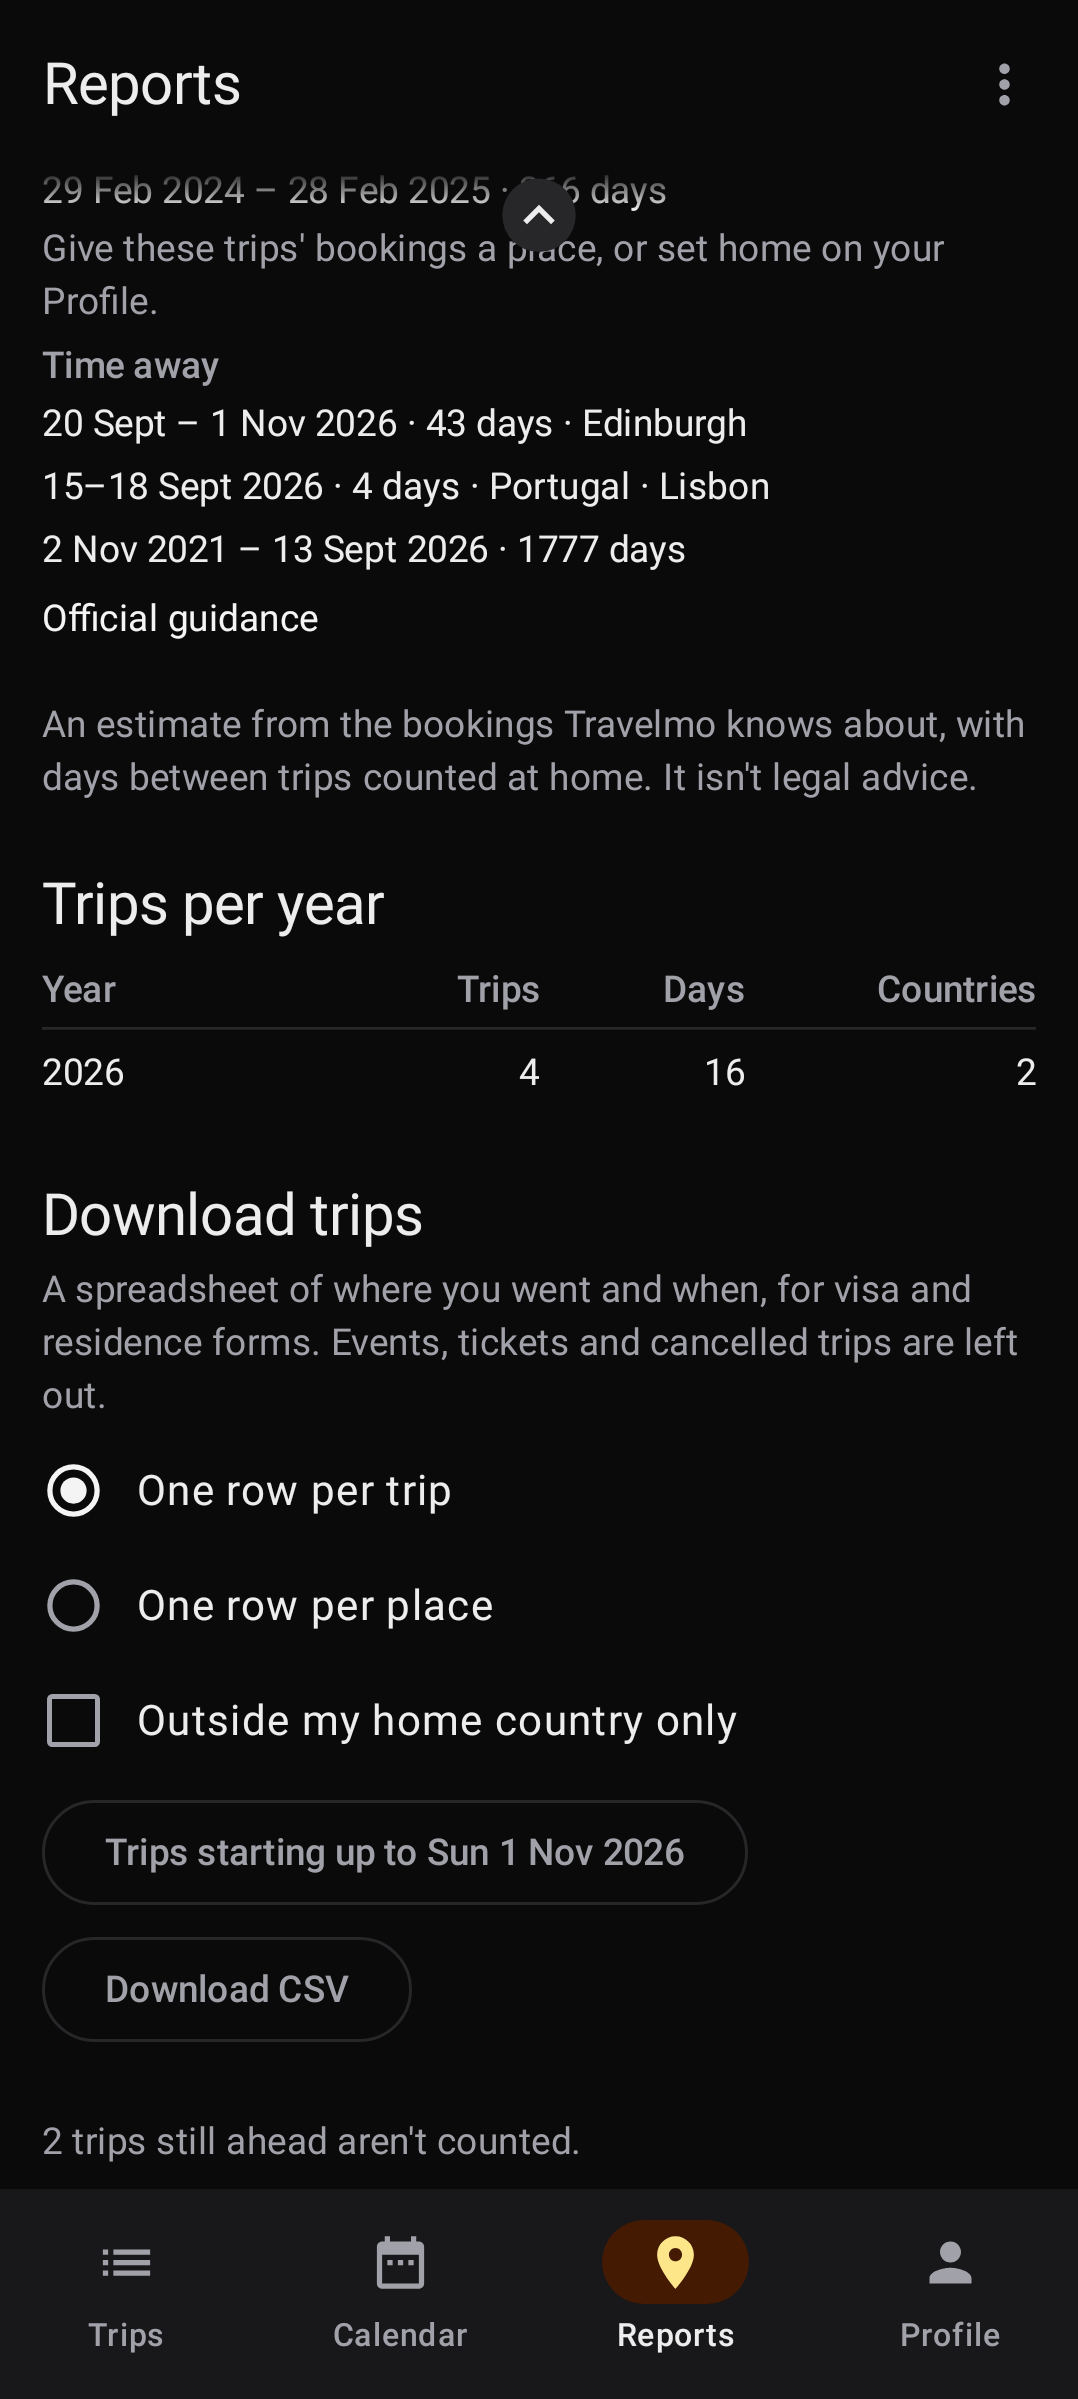 Reports
29 Feb 2024 – 28 Feb 2025 · 366 days
Give these trips' bookings a place, or set home on your
Profile.
Time away
20 Sept – 1 Nov 2026 · 43 days · Edinburgh
15–18 Sept 2026 · 4 days · Portugal · Lisbon
2 Nov 2021 – 13 Sept 2026 · 1777 days
Official guidance
An estimate from the bookings Travelmo knows about, with
days between trips counted at home. It isn't legal advice.
Trips per year
Year Trips Days Countries
2026 4 16 2
Download trips
A spreadsheet of where you went and when, for visa and
residence forms. Events, tickets and cancelled trips are left
out.
One row per trip
One row per place
Outside my home country only
Trips starting up to Sun 1 Nov 2026
Download CSV
2 trips still ahead aren't counted.
Trips Calendar Reports Profile